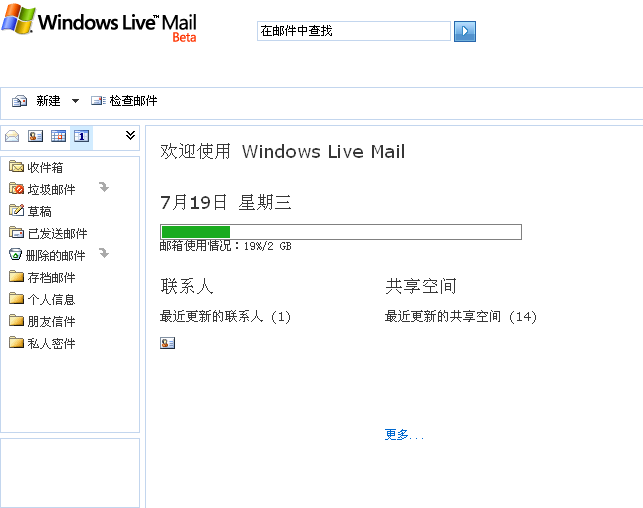 Windows Live™ Mail
Beta
在邮件中查找
新建 检查邮件
1
收件箱
垃圾邮件
草稿
已发送邮件
删除的邮件
存档邮件
个人信息
朋友信件
私人密件
欢迎使用 Windows Live Mail
7月19日 星期三
邮箱使用情况：19%/2 GB
联系人
最近更新的联系人 (1)
共享空间
最近更新的共享空间 (14)
更多...